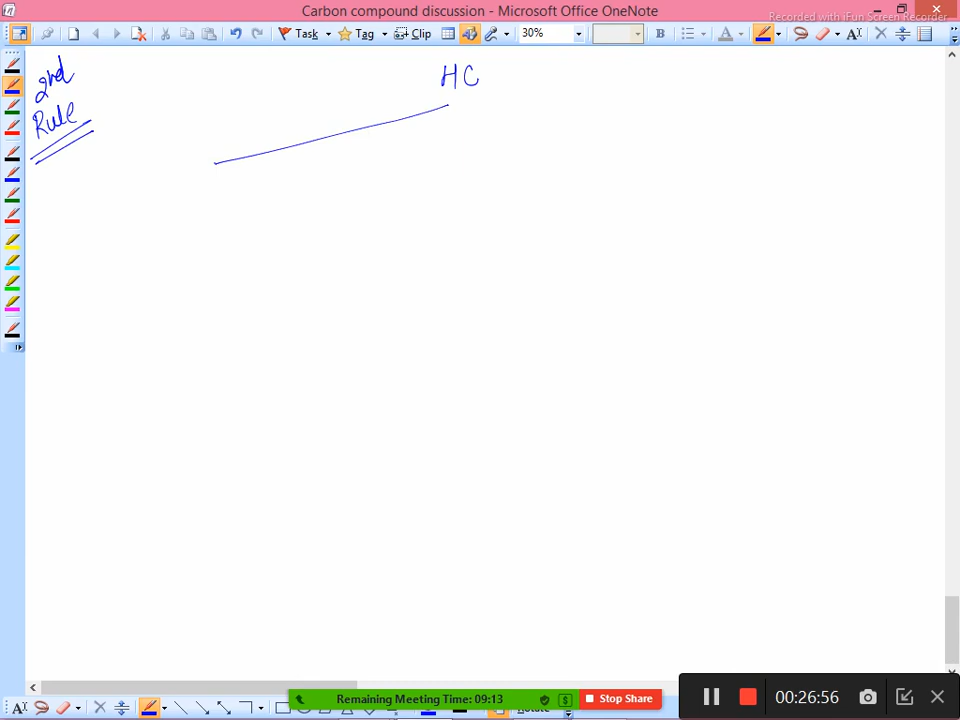 Carbon compound discussion - Microsoft Office OneNote
Recorded with iFun Screen Recorder
Task Tag Clip 30% B A
2nd
Rule
HC
Remaining Meeting Time: 09:13 Stop Share
00:26:56